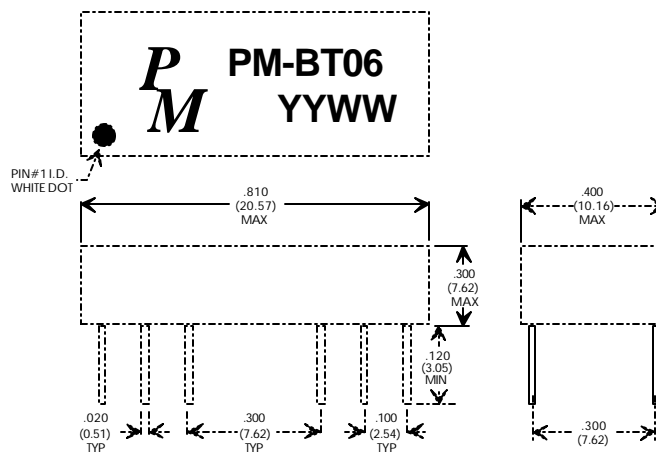 PM PM-BT06
YYWW
PIN#1 I.D.
WHITE DOT
.810
(20.57)
MAX
.400
(10.16)
MAX
.300
(7.62)
MAX
.120
(3.05)
MIN
.020
(0.51)
TYP
.300
(7.62)
TYP
.100
(2.54)
TYP
.300
(7.62)